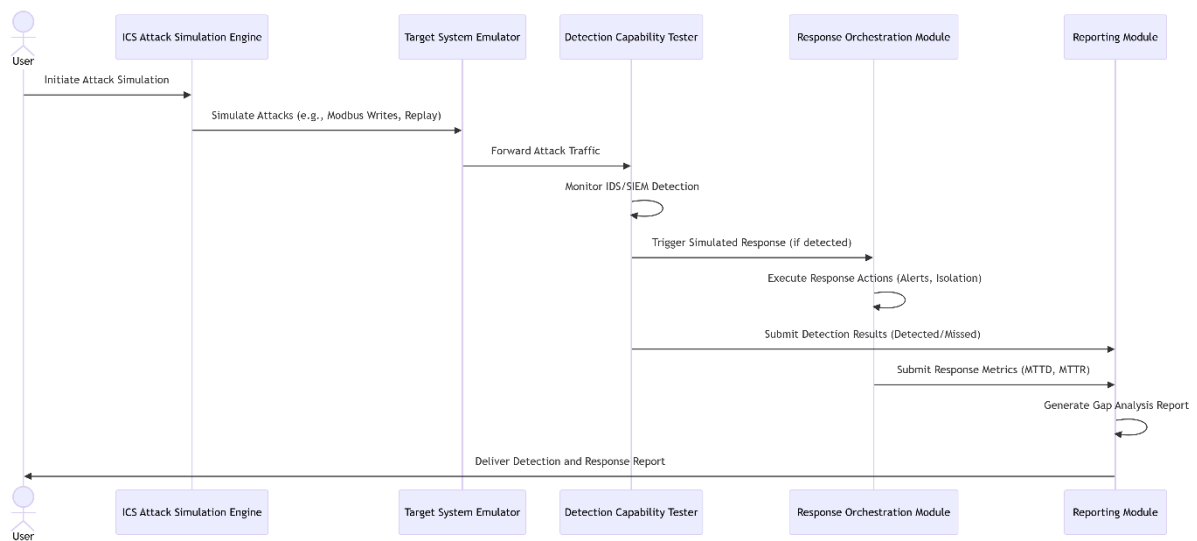 ICS Attack Simulation Engine
Target System Emulator
Detection Capability Tester
Response Orchestration Module
Reporting Module
User
Initiate Attack Simulation
Simulate Attacks (e.g., Modbus Writes, Replay)
Forward Attack Traffic
Monitor IDS/SIEM Detection
Trigger Simulated Response (if detected)
Execute Response Actions (Alerts, Isolation)
Submit Detection Results (Detected/Missed)
Submit Response Metrics (MTTD, MTTR)
Generate Gap Analysis Report
Deliver Detection and Response Report
ICS Attack Simulation Engine
Target System Emulator
Detection Capability Tester
Response Orchestration Module
Reporting Module
User